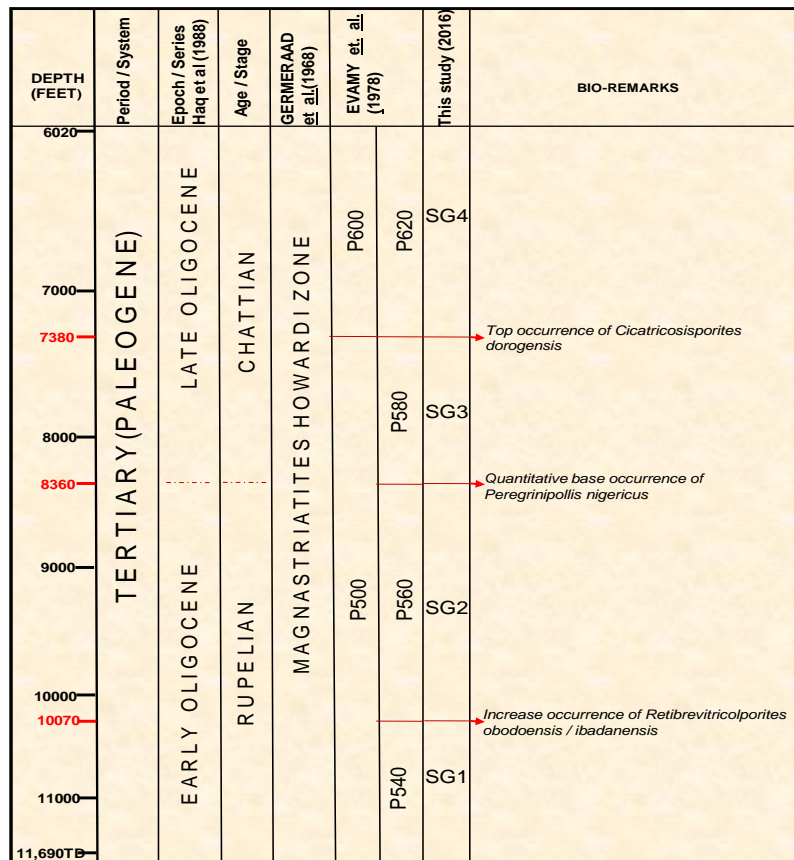 DEPTH
(FEET)
Period / System
Epoch / Series
Haq et al (1988)
Age / Stage
GERMERAAD
et al.(1968)
EVAMY et. al.
(1978)
This study (2016)
BIO-REMARKS
6020
7000
7380
8000
8360
9000
10000
10070
11000
11,690TD
TERTIARY(PALEOGENE)
LATE OLIGOCENE
EARLY OLIGOCENE
CHATTIAN
RUPELIAN
MAGNASTRIATITES HOWARDI ZONE
P600
P500
P620
P580
P560
P540
SG4
SG3
SG2
SG1
Top occurrence of Cicatricosisporites
dorogensis
Quantitative base occurrence of
Peregrinipollis nigericus
Increase occurrence of Retibrevitricolporites
obodoensis / ibadanensis